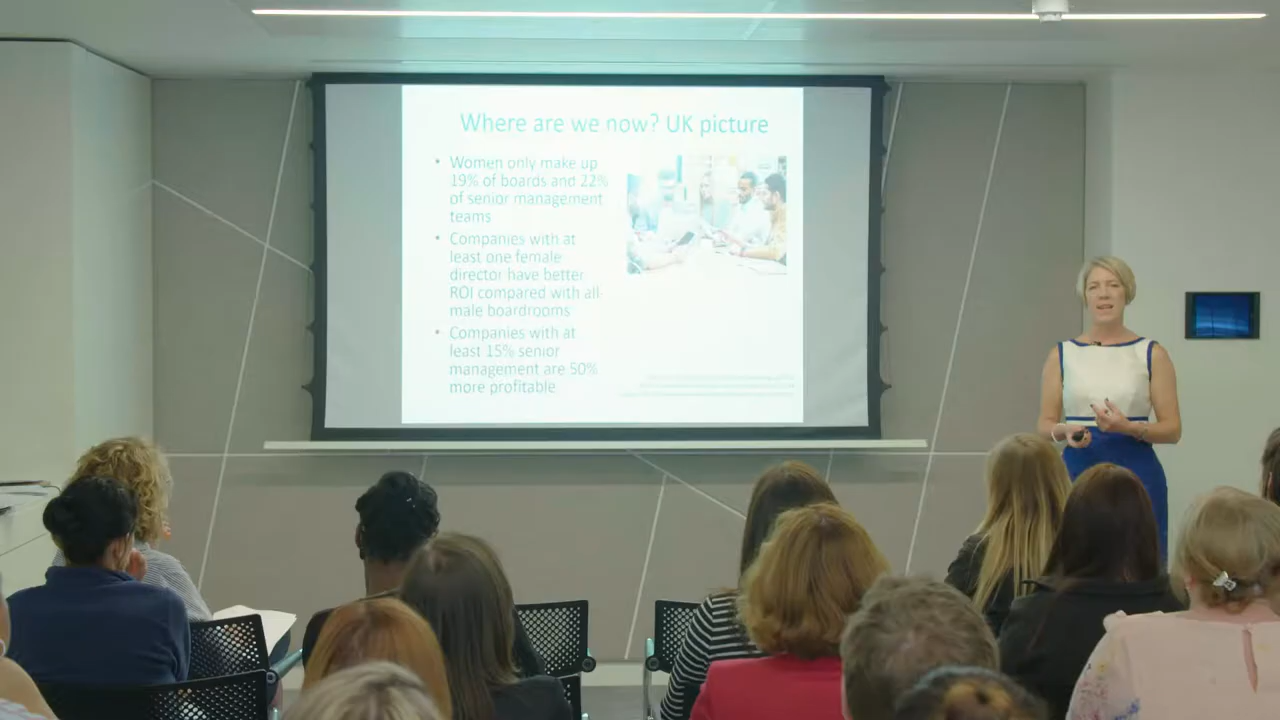 Where are we now? UK picture
• Women only make up
19% of boards and 22%
of senior management
teams
• Companies with at
least one female
director have better
ROI compared with all-
male boardrooms
• Companies with at
least 15% senior
management are 50%
more profitable